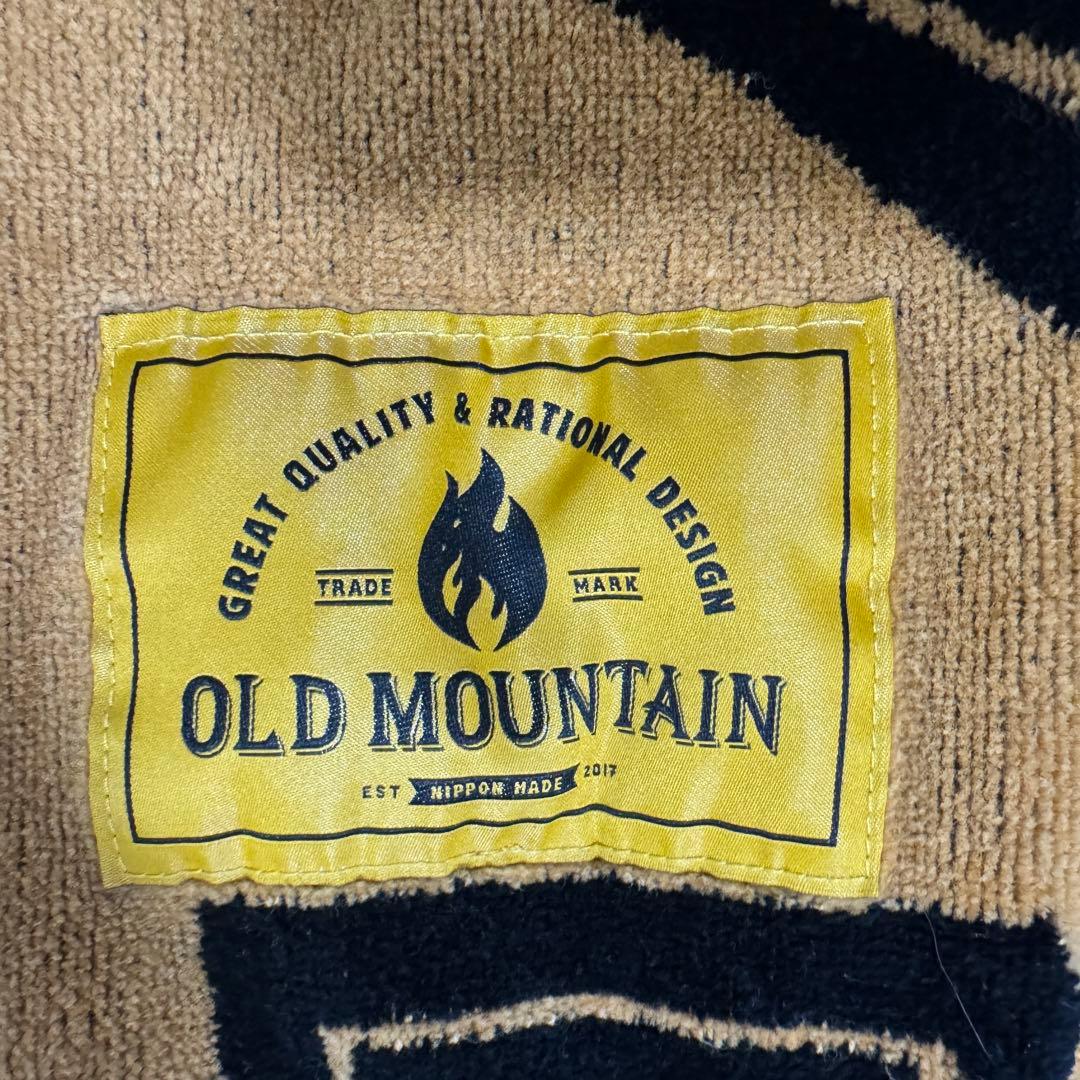 GREAT QUALITY & RATIONAL DESIGN
TRADE MARK
OLD MOUNTAIN
EST NIPPON MADE 2017